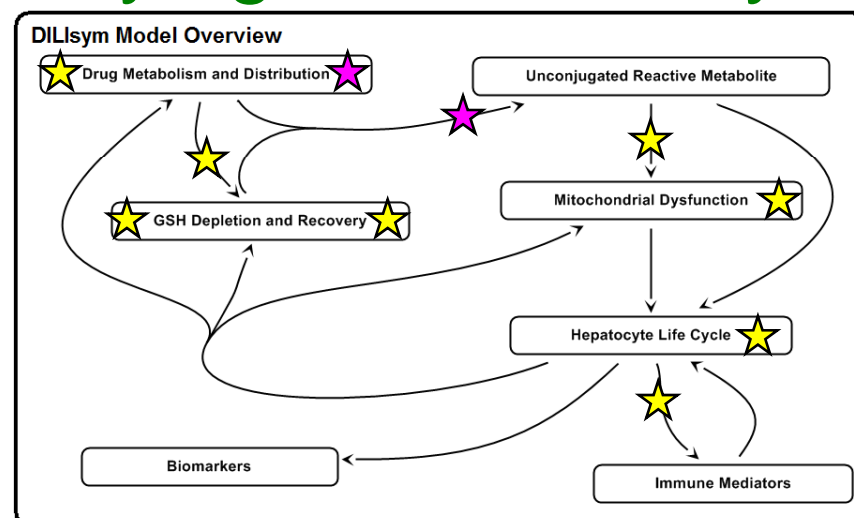 DILIsym Model Overview
Drug Metabolism and Distribution
Unconjugated Reactive Metabolite
Mitochondrial Dysfunction
GSH Depletion and Recovery
Hepatocyte Life Cycle
Biomarkers
Immune Mediators